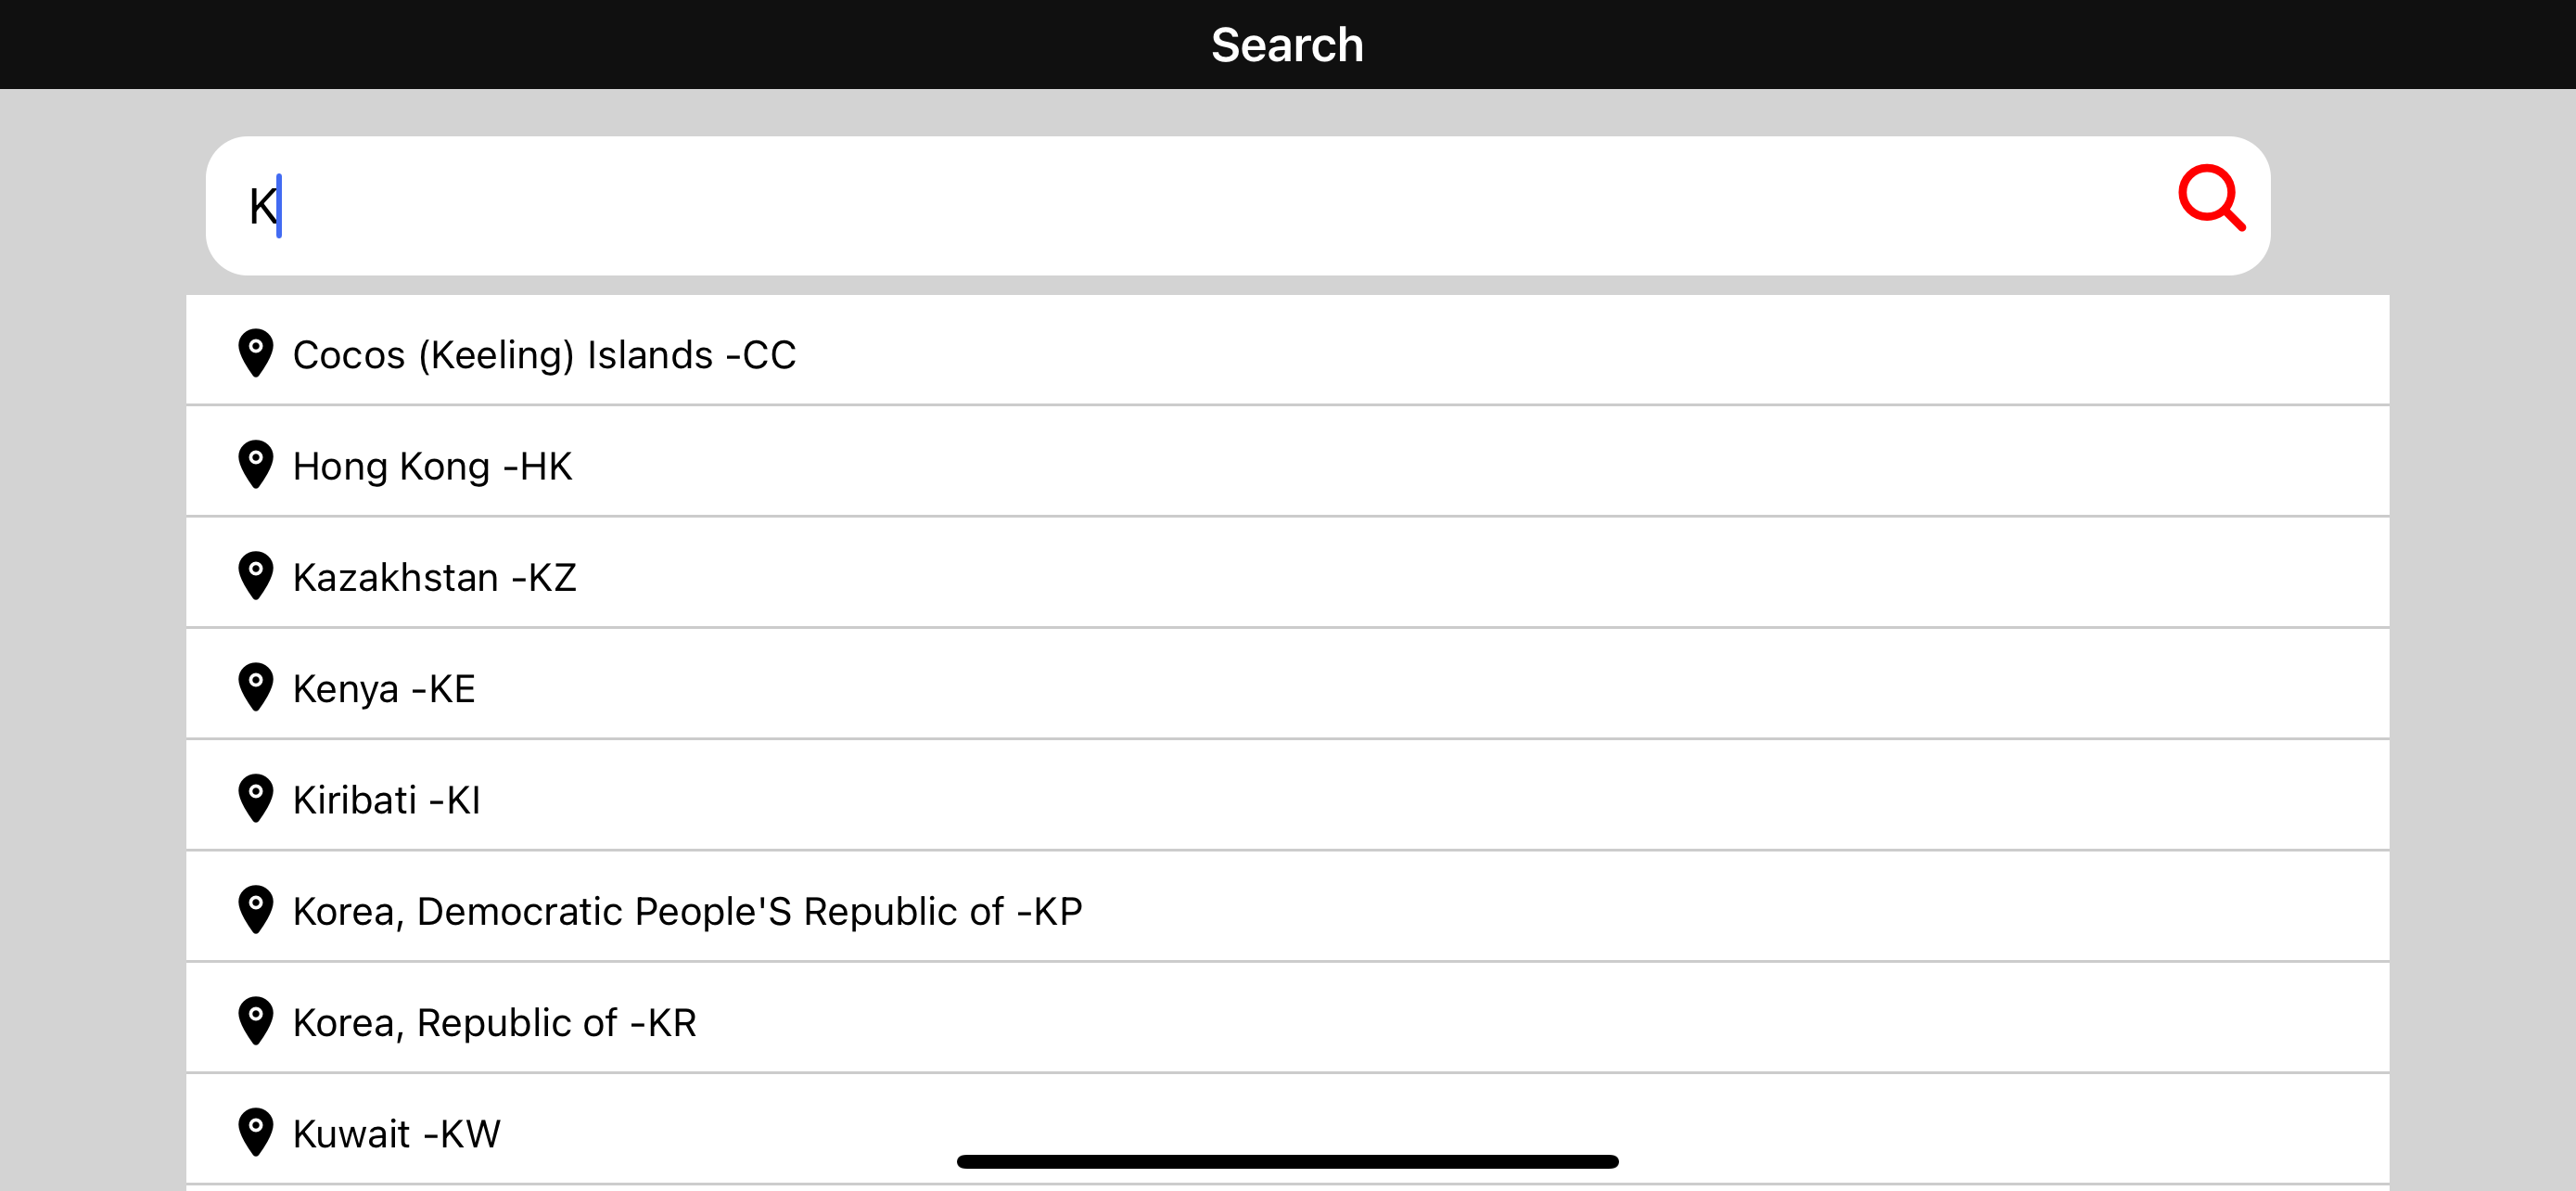 Search
K
Cocos (Keeling) Islands -CC
Hong Kong -HK
Kazakhstan -KZ
Kenya -KE
Kiribati -KI
Korea, Democratic People'S Republic of -KP
Korea, Republic of -KR
Kuwait -KW